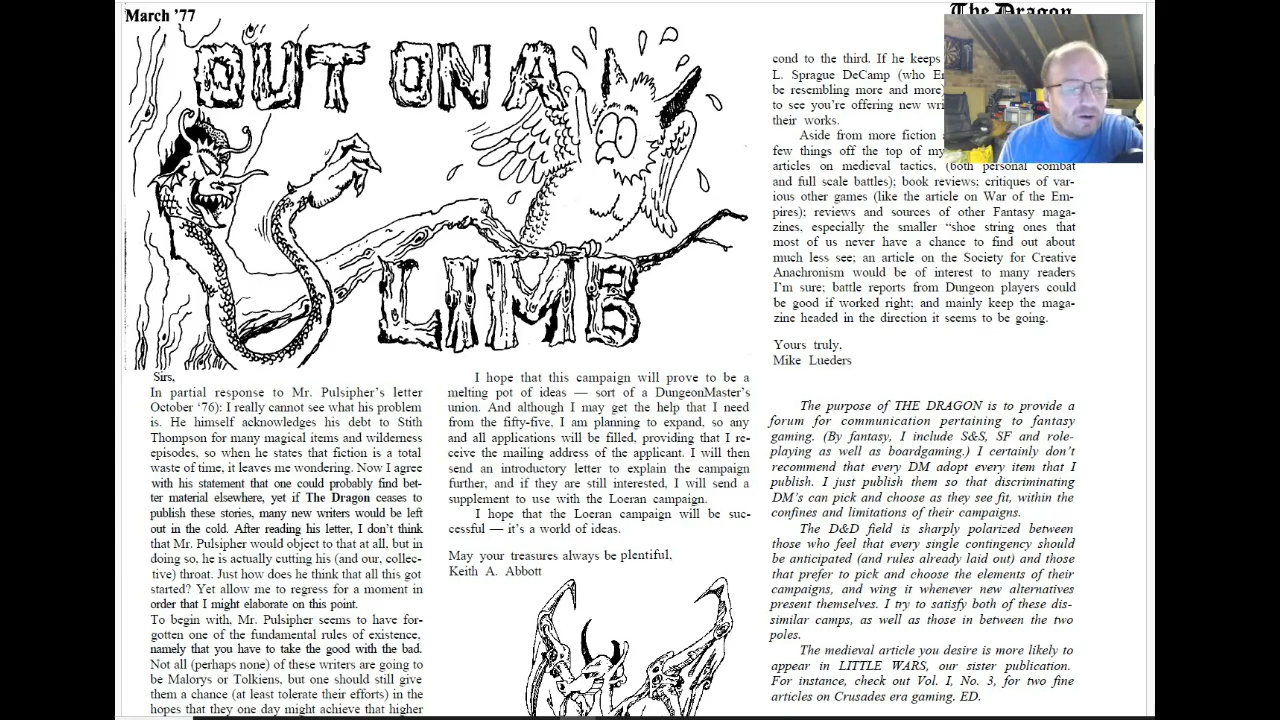 March '77
The Dragon
OUT ON A
LIMB
Sirs,
In partial response to Mr. Pulsipher's letter
October '76): I really cannot see what his problem
is. He himself acknowledges his debt to Stith
Thompson for many magical items and wilderness
episodes, so when he states that fiction is a total
waste of time, it leaves me wondering. Now I agree
with his statement that one could probably find bet-
ter material elsewhere, yet if The Dragon ceases to
publish these stories, many new writers would be left
out in the cold. After reading his letter, I don't think
that Mr. Pulsipher would object to that at all, but in
doing so, he is actually cutting his (and our, collec-
tive) throat. Just how does he think that all this got
started? Yet allow me to regress for a moment in
order that I might elaborate on this point.
To begin with, Mr. Pulsipher seems to have for-
gotten one of the fundamental rules of existence,
namely that you have to take the good with the bad.
Not all (perhaps none) of these writers are going to
be Malorys or Tolkiens, but one should still give
them a chance (at least tolerate their efforts) in the
hopes that they one day might achieve that higher
I hope that this campaign will prove to be a
melting pot of ideas — sort of a DungeonMaster's
union. And although I may get the help that I need
from the fifty-five, I am planning to expand, so any
and all applications will be filled, providing that I re-
ceive the mailing address of the applicant. I will then
send an introductory letter to explain the campaign
further, and if they are still interested, I will send a
supplement to use with the Loeran campaign.
I hope that the Loeran campaign will be suc-
cessful — it's a world of ideas.
May your treasures always be plentiful,
Keith A. Abbott
cond to the third. If he keeps
L. Sprague DeCamp (who
be resembling more and more)
to see you're offering new
their works.
Aside from more fiction
few things off the top of my
articles on medieval tactics, (both personal combat
and full scale battles); book reviews; critiques of var-
ious other games (like the article on War of the Em-
pires); reviews and sources of other Fantasy maga-
zines, especially the smaller “shoe string ones that
most of us never have a chance to find out about
much less see; an article on the Society for Creative
Anachronism would be of interest to many readers
I'm sure; battle reports from Dungeon players could
be good if worked right; and mainly keep the maga-
zine headed in the direction it seems to be going.
Yours truly,
Mike Lueders
The purpose of THE DRAGON is to provide a
forum for communication pertaining to fantasy
gaming. (By fantasy, I include S&S, SF and role-
playing as well as boardgaming.) I certainly don't
recommend that every DM adopt every item that I
publish. I just publish them so that discriminating
DM's can pick and choose as they see fit, within the
confines and limitations of their campaigns.
The D&D field is sharply polarized between
those who feel that every single contingency should
be anticipated (and rules already laid out) and those
that prefer to pick and choose the elements of their
campaigns, and wing it whenever new alternatives
present themselves. I try to satisfy both of these dis-
similar camps, as well as those in between the two
poles.
The medieval article you desire is more likely to
appear in LITTLE WARS, our sister publication.
For instance, check out Vol. I, No. 3, for two fine
articles on Crusades era gaming. ED.